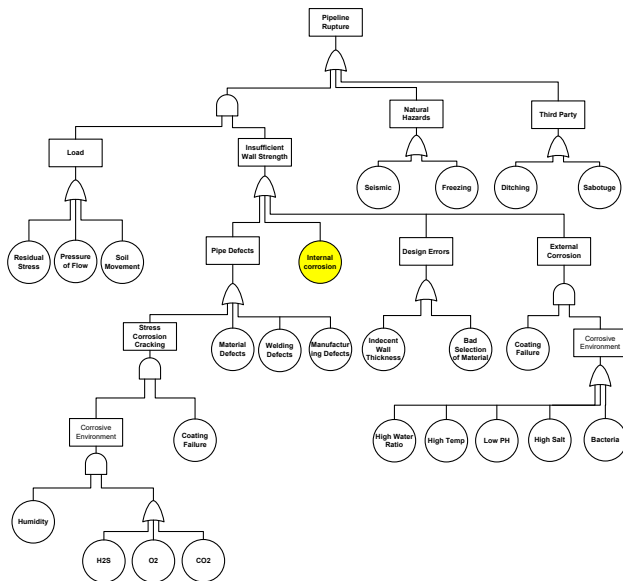 Pipeline
Rupture
Natural
Hazards
Third Party
Load
Insufficient
Wall Strength
Seismic
Freezing
Ditching
Sabotuge
Residual
Stress
Pressure
of Flow
Soil
Movement
Pipe Defects
Internal
corrosion
Design Errors
External
Corrosion
Stress
Corrosion
Cracking
Material
Defects
Welding
Defects
Manufactur
ing Defects
Indecent
Wall
Thickness
Bad
Selection
of Material
Coating
Failure
Corrosive
Environment
Corrosive
Environment
Coating
Failure
High Water
Ratio
High Temp
Low PH
High Salt
Bacteria
Humidity
H2S
O2
CO2